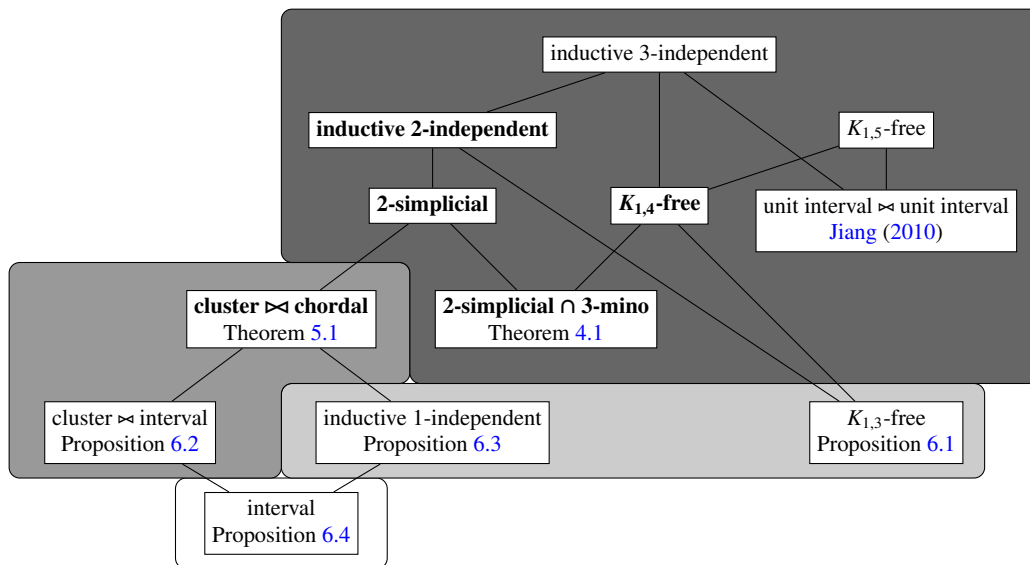 inductive 3-independent
inductive 2-independent
K1,5-free
2-simplicial
K1,4-free
unit interval ⋈ unit interval
Jiang (2010)
cluster ⋈ chordal
Theorem 5.1
2-simplicial ∩ 3-mino
Theorem 4.1
cluster ⋈ interval
Proposition 6.2
inductive 1-independent
Proposition 6.3
K1,3-free
Proposition 6.1
interval
Proposition 6.4